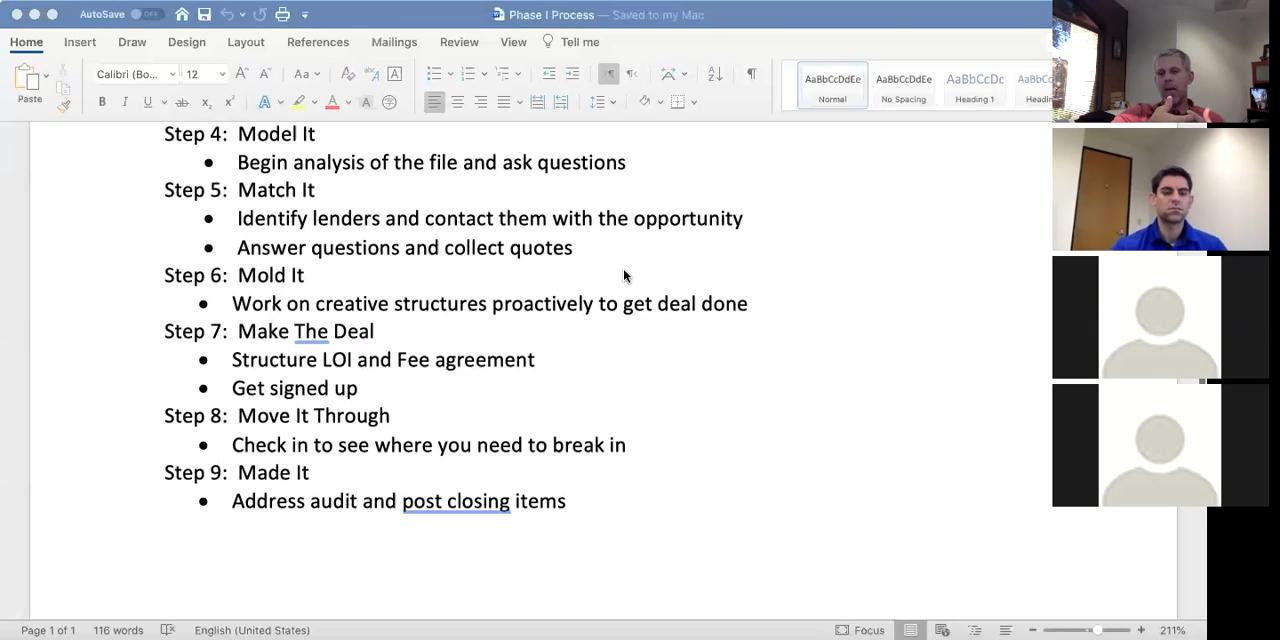 AutoSave OFF Phase I Process — Saved to my Mac
Home Insert Draw Design Layout References Mailings Review View Tell me
Paste Calibri (Bo... 12 Aa AaBbCcDdEe AaBbCcDdEe AaBbCcDc AaBbCcDc
Normal No Spacing Heading 1 Headin
Step 4: Model It
• Begin analysis of the file and ask questions
Step 5: Match It
• Identify lenders and contact them with the opportunity
• Answer questions and collect quotes
Step 6: Mold It
• Work on creative structures proactively to get deal done
Step 7: Make The Deal
• Structure LOI and Fee agreement
• Get signed up
Step 8: Move It Through
• Check in to see where you need to break in
Step 9: Made It
• Address audit and post closing items
Page 1 of 1 116 words English (United States) Focus 211%